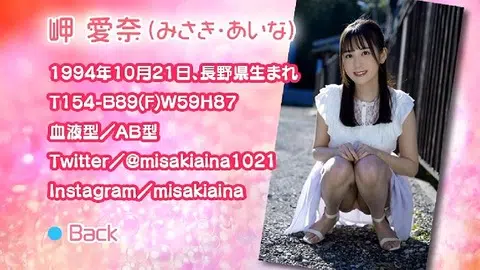 岬 愛奈(みさき・あいな)
1994年10月21日、長野県生まれ
T154-B89(F)W59H87
血液型/AB型
Twitter/@misakiaina1021
Instagram/misakiaina
Back